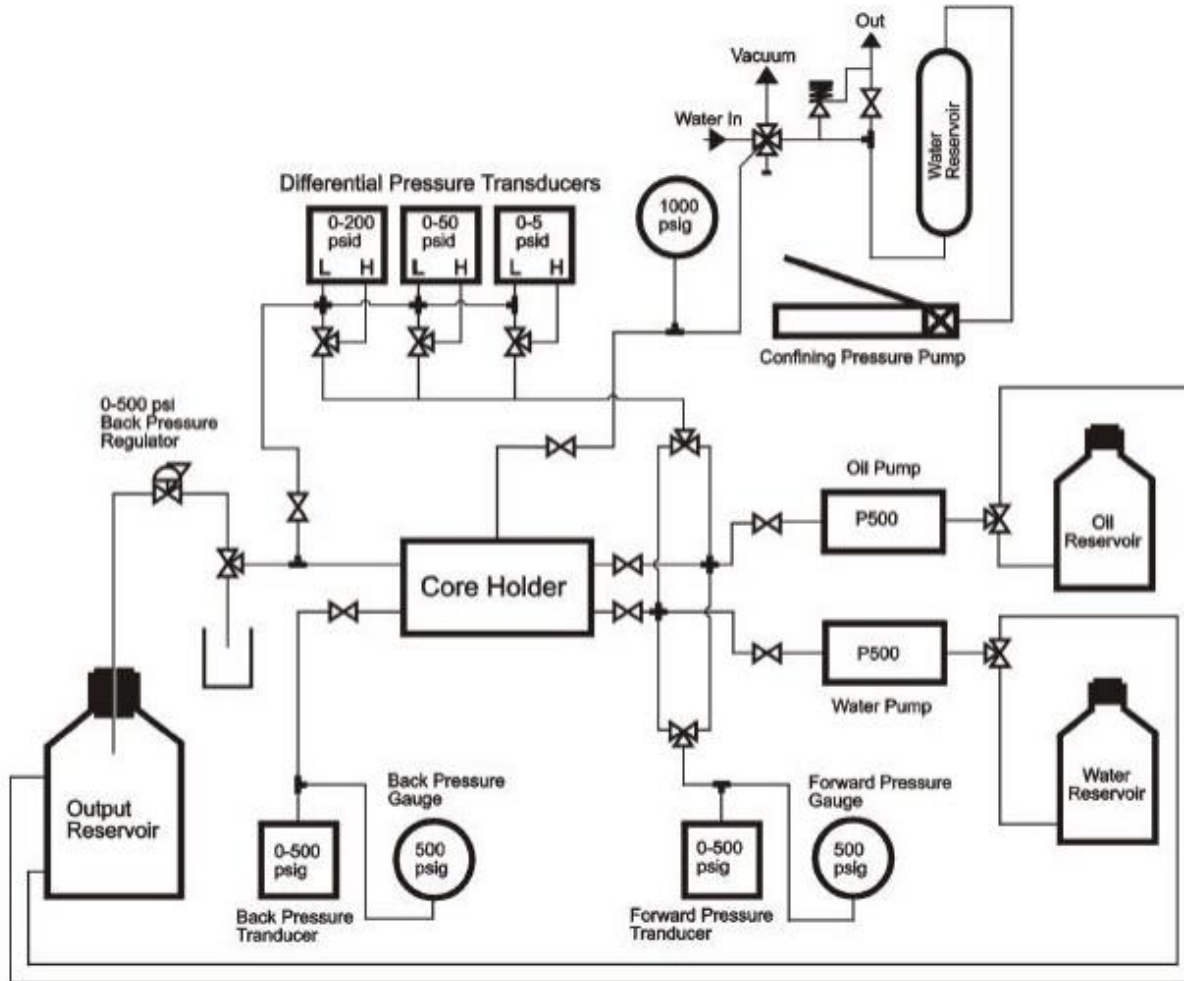 Out
Vacuum
Water In
Water
Reservoir
Differential Pressure Transducers
0-200
psid
L H
0-50
psid
L H
0-5
psid
L H
1000
psig
Confining Pressure Pump
0-500 psi
Back Pressure
Regulator
Oil Pump
P500
Oil
Reservoir
Core Holder
P500
Water Pump
Water
Reservoir
Output
Reservoir
Back Pressure
Gauge
0-500
psig
500
psig
Back Pressure
Tranducer
Forward Pressure
Gauge
0-500
psig
500
psig
Forward Pressure
Tranducer